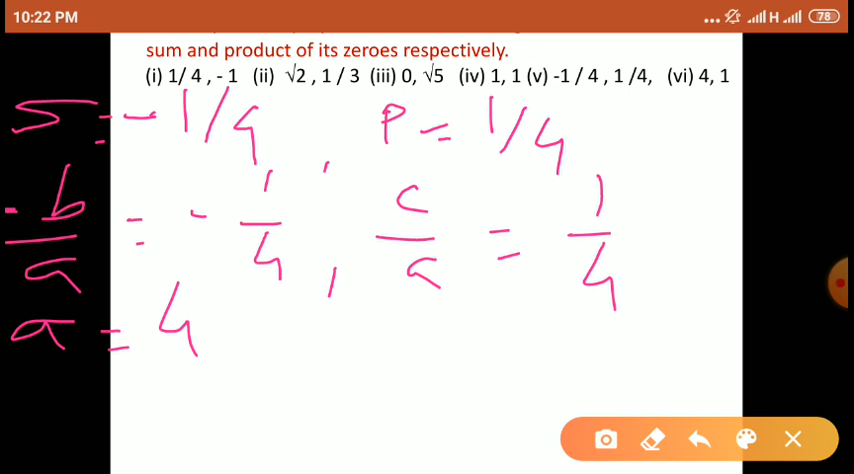 10:22 PM ... H 78
sum and product of its zeroes respectively.
(i) 1/ 4 , - 1 (ii) √2 , 1 / 3 (iii) 0, √5 (iv) 1, 1 (v) -1 / 4 , 1 /4, (vi) 4, 1
S = - 1/4 , P = 1/4
- b/a = - 1/4 , c/a = 1/4
a = 4